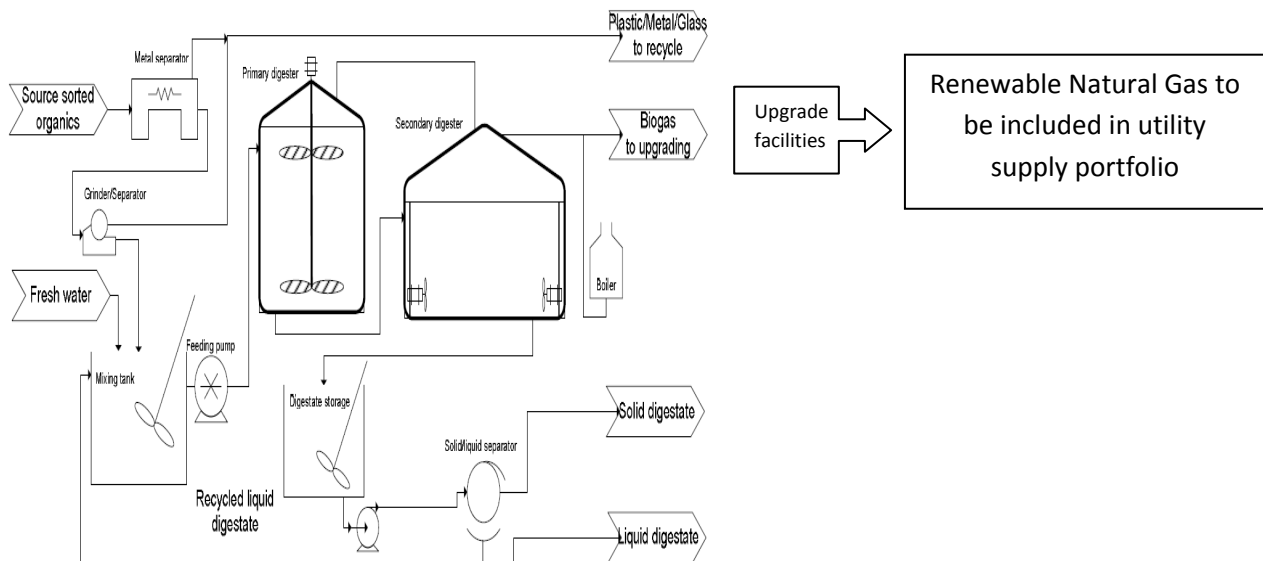 Plastic/Metal/Glass
to recycle
Metal separator
Primary digester
Source sorted
organics
Secondary digester
Biogas
to upgrading
Upgrade
facilities
Renewable Natural Gas to
be included in utility
supply portfolio
Grinder/Separator
Fresh water
Boiler
Feeding pump
Mixing tank
Digestate storage
Solid digestate
Solid/liquid separator
Recycled liquid
digestate
Liquid digestate